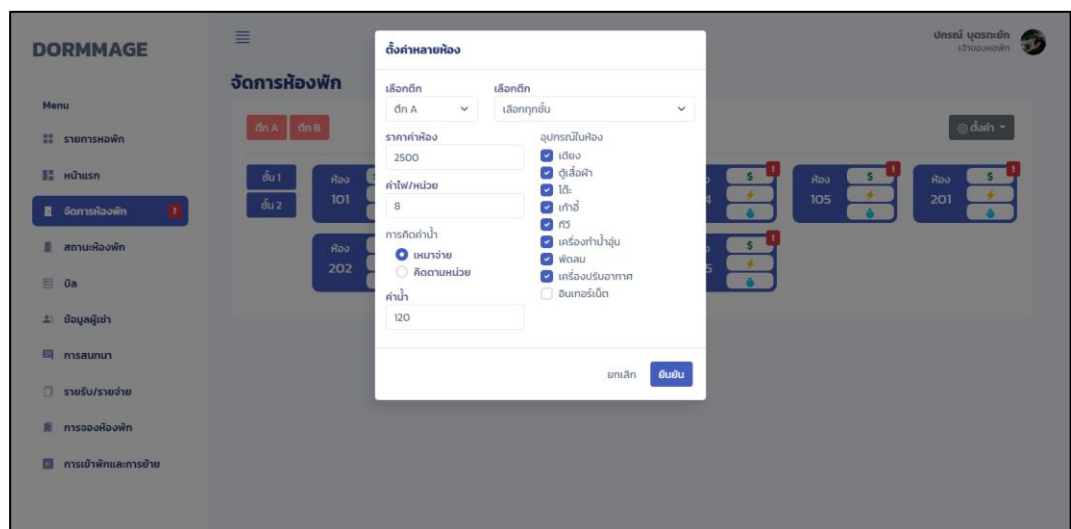 DORMMAGE
Menu
รายการหอพัก
หน้าแรก
จัดการห้องพัก !
สถานะห้องพัก
บิล
ข้อมูลผู้เช่า
การสนทนา
รายรับ/รายจ่าย
การจองห้องพัก
การเข้าพักและการย้าย
ปกรณ์ บุตรกะยัก
เจ้าของหอพัก
จัดการห้องพัก
ตึก A ตึก B
ตั้งค่า
ชั้น 1
ชั้น 2
ห้อง
101
ห้อง
105
ห้อง
201
ห้อง
202
ตั้งค่าหลายห้อง
เลือกตึก เลือกตึก
ตึก A เลือกทุกชั้น
ราคาค่าห้อง
2500
ค่าไฟ/หน่วย
8
การคิดค่าน้ำ
เหมาจ่าย
คิดตามหน่วย
ค่าน้ำ
120
อุปกรณ์ในห้อง
เตียง
ตู้เสื้อผ้า
โต๊ะ
เก้าอี้
ทีวี
เครื่องทำน้ำอุ่น
พัดลม
เครื่องปรับอากาศ
อินเทอร์เน็ต
ยกเลิก ยืนยัน